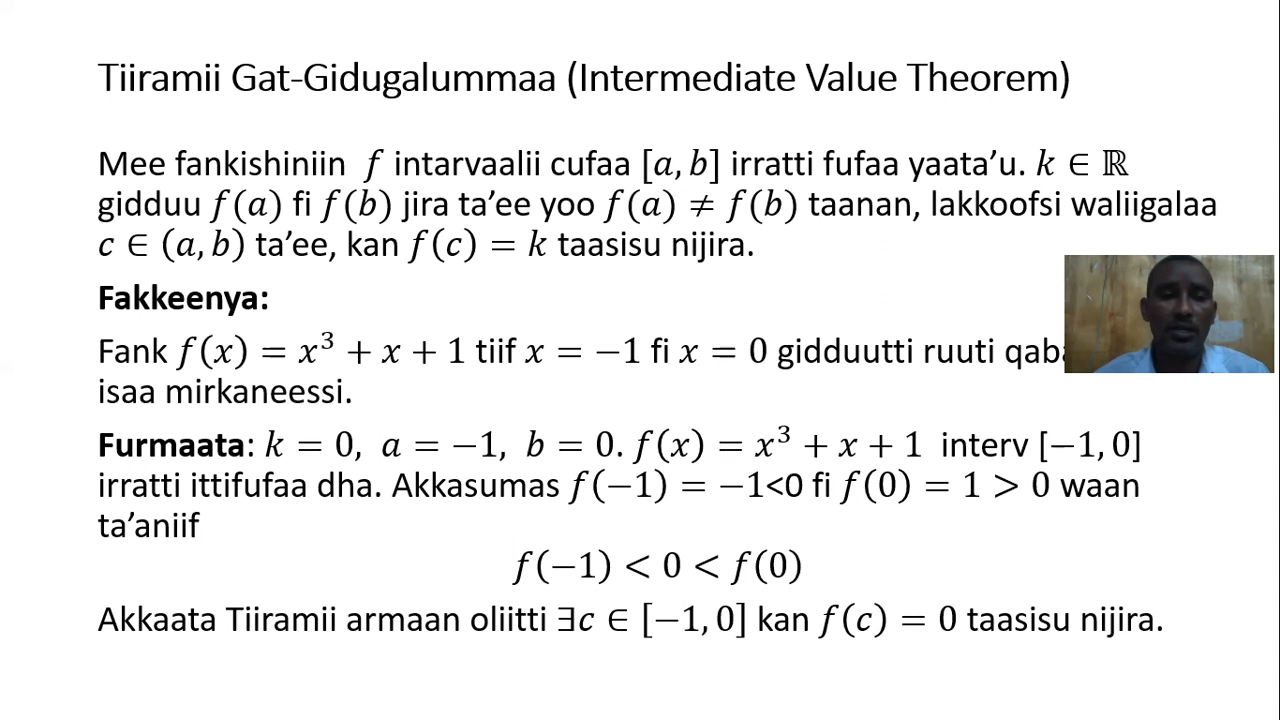 Tiiramii Gat-Gidugalummaa (Intermediate Value Theorem)
Mee fankishiniin f intarvaalii cufaa [a, b] irratti fufaa yaata’u. k ∈ ℝ
gidduu f(a) fi f(b) jira ta’ee yoo f(a) ≠ f(b) taanan, lakkoofsi waliigalaa
c ∈ (a, b) ta’ee, kan f(c) = k taasisu nijira.
Fakkeenya:
Fank f(x) = x³ + x + 1 tiif x = −1 fi x = 0 gidduutti ruuti
isaa mirkaneessi.
Furmaata: k = 0, a = −1, b = 0. f(x) = x³ + x + 1 interv [−1, 0]
irratti ittifufaa dha. Akkasumas f(−1) = −1<0 fi f(0) = 1 > 0 waan
ta’aniif
f(−1) < 0 < f(0)
Akkaata Tiiramii armaan oliitti ∃c ∈ [−1, 0] kan f(c) = 0 taasisu nijira.